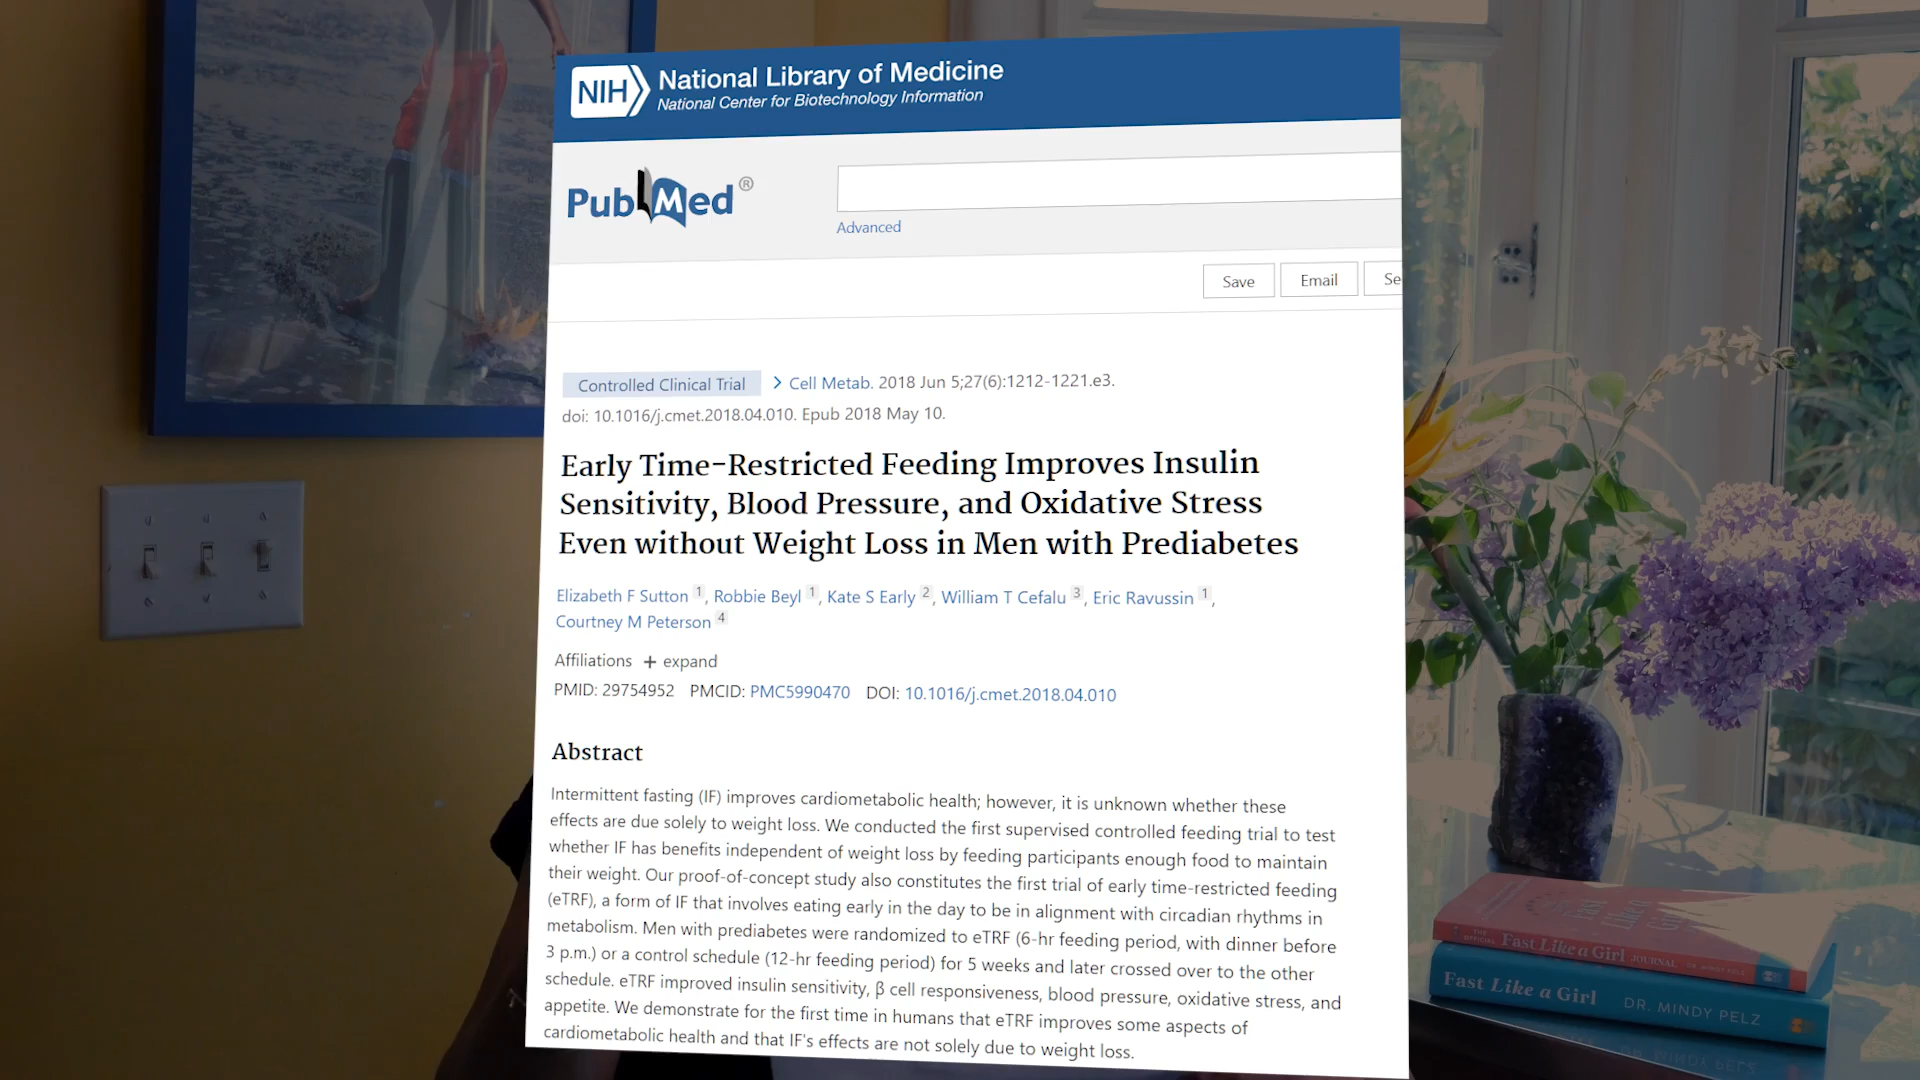 NIH National Library of Medicine
National Center for Biotechnology Information
PubMed®
Advanced
Save Email Se
Controlled Clinical Trial > Cell Metab. 2018 Jun 5;27(6):1212-1221.e3.
doi: 10.1016/j.cmet.2018.04.010. Epub 2018 May 10.
Early Time-Restricted Feeding Improves Insulin
Sensitivity, Blood Pressure, and Oxidative Stress
Even without Weight Loss in Men with Prediabetes
Elizabeth F Sutton 1, Robbie Beyl 1, Kate S Early 2, William T Cefalu 3, Eric Ravussin 1,
Courtney M Peterson 4
Affiliations + expand
PMID: 29754952 PMCID: PMC5990470 DOI: 10.1016/j.cmet.2018.04.010
Abstract
Intermittent fasting (IF) improves cardiometabolic health; however, it is unknown whether these
effects are due solely to weight loss. We conducted the first supervised controlled feeding trial to test
whether IF has benefits independent of weight loss by feeding participants enough food to maintain
their weight. Our proof-of-concept study also constitutes the first trial of early time-restricted feeding
(eTRF), a form of IF that involves eating early in the day to be in alignment with circadian rhythms in
metabolism. Men with prediabetes were randomized to eTRF (6-hr feeding period, with dinner before
3 p.m.) or a control schedule (12-hr feeding period) for 5 weeks and later crossed over to the other
schedule. eTRF improved insulin sensitivity, β cell responsiveness, blood pressure, oxidative stress, and
appetite. We demonstrate for the first time in humans that eTRF improves some aspects of
cardiometabolic health and that IF's effects are not solely due to weight loss.
THE OFFICIAL Fast Like a Girl JOURNAL DR. MINDY PELZ
Fast Like a Girl DR. MINDY PELZ